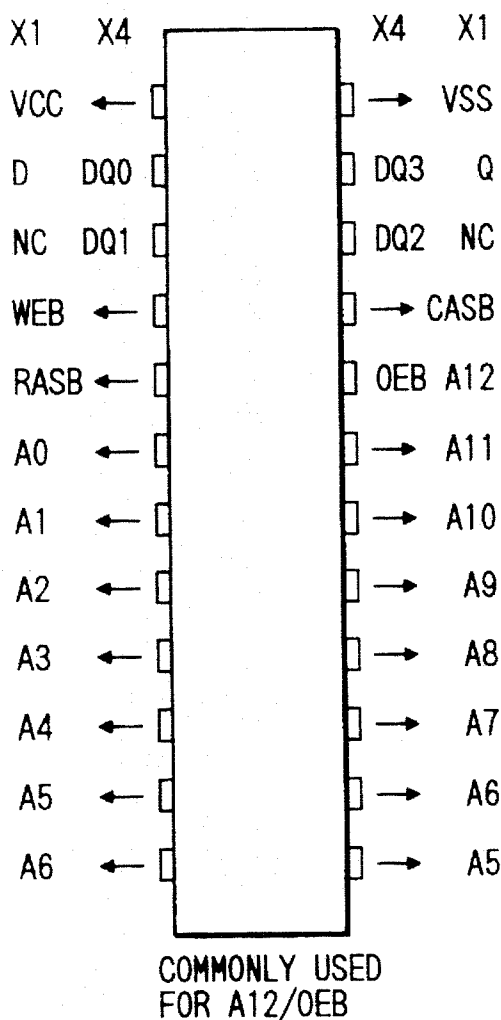 X1 X4 X4 X1
VCC VSS
D DQ0 DQ3 Q
NC DQ1 DQ2 NC
WEB CASB
RASB OEB A12
A0 A11
A1 A10
A2 A9
A3 A8
A4 A7
A5 A6
A6 A5
COMMONLY USED
FOR A12/OEB